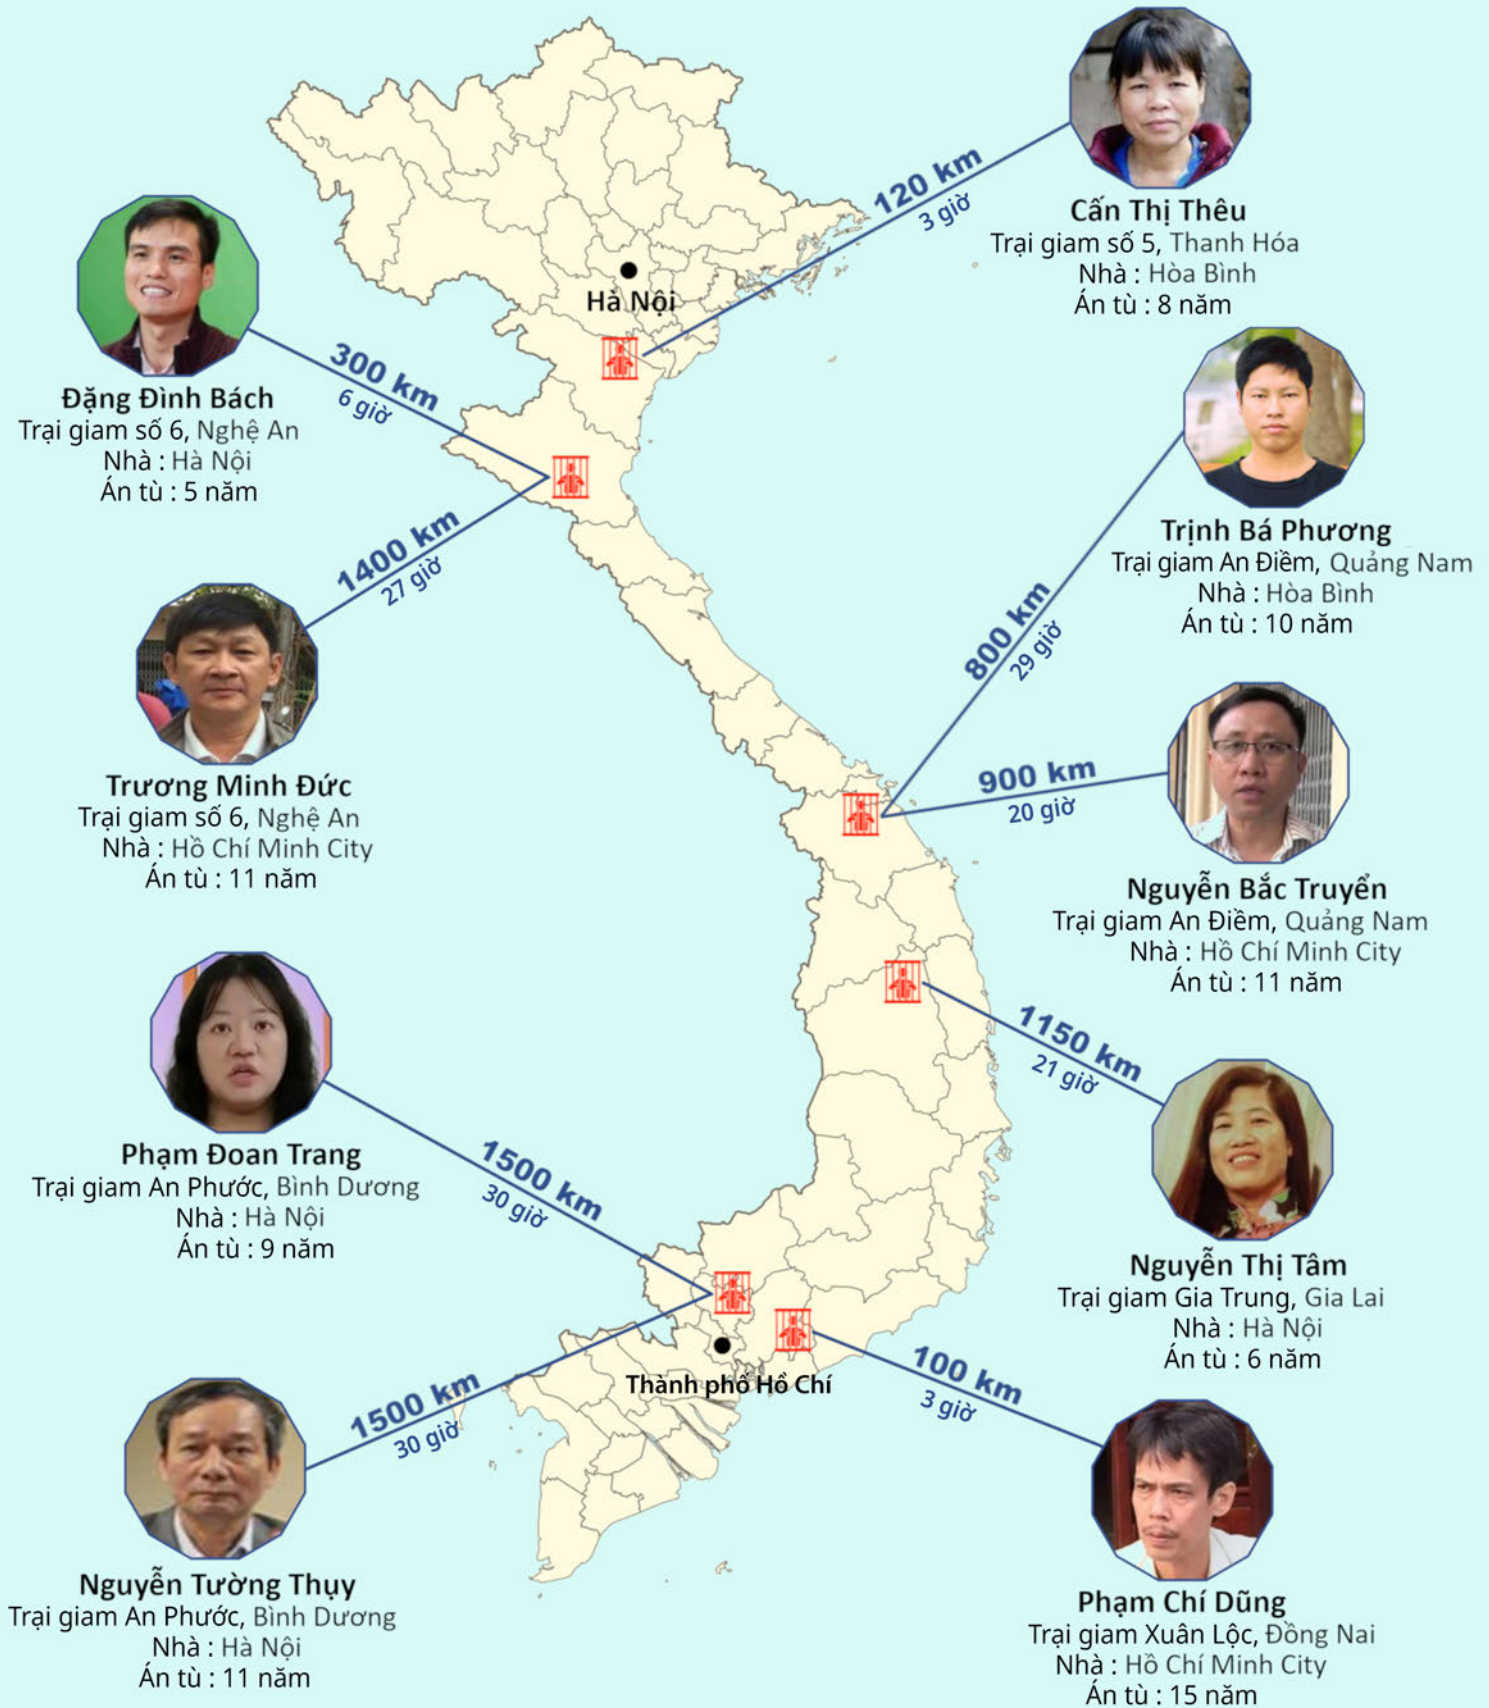 120 km
3 giờ
Cấn Thị Thêu
Trại giam số 5, Thanh Hóa
Nhà : Hòa Bình
Án tù : 8 năm
Hà Nội
300 km
6 giờ
Đặng Đình Bách
Trại giam số 6, Nghệ An
Nhà : Hà Nội
Án tù : 5 năm
Trịnh Bá Phương
Trại giam An Điềm, Quảng Nam
Nhà : Hòa Bình
Án tù : 10 năm
800 km
29 giờ
1400 km
27 giờ
Trương Minh Đức
Trại giam số 6, Nghệ An
Nhà : Hồ Chí Minh City
Án tù : 11 năm
900 km
20 giờ
Nguyễn Bắc Truyển
Trại giam An Điềm, Quảng Nam
Nhà : Hồ Chí Minh City
Án tù : 11 năm
1150 km
21 giờ
Phạm Đoan Trang
Trại giam An Phước, Bình Dương
Nhà : Hà Nội
Án tù : 9 năm
1500 km
30 giờ
Nguyễn Thị Tâm
Trại giam Gia Trung, Gia Lai
Nhà : Hà Nội
Án tù : 6 năm
Thành phố Hồ Chí
1500 km
30 giờ
100 km
3 giờ
Nguyễn Tường Thụy
Trại giam An Phước, Bình Dương
Nhà : Hà Nội
Án tù : 11 năm
Phạm Chí Dũng
Trại giam Xuân Lộc, Đồng Nai
Nhà : Hồ Chí Minh City
Án tù : 15 năm